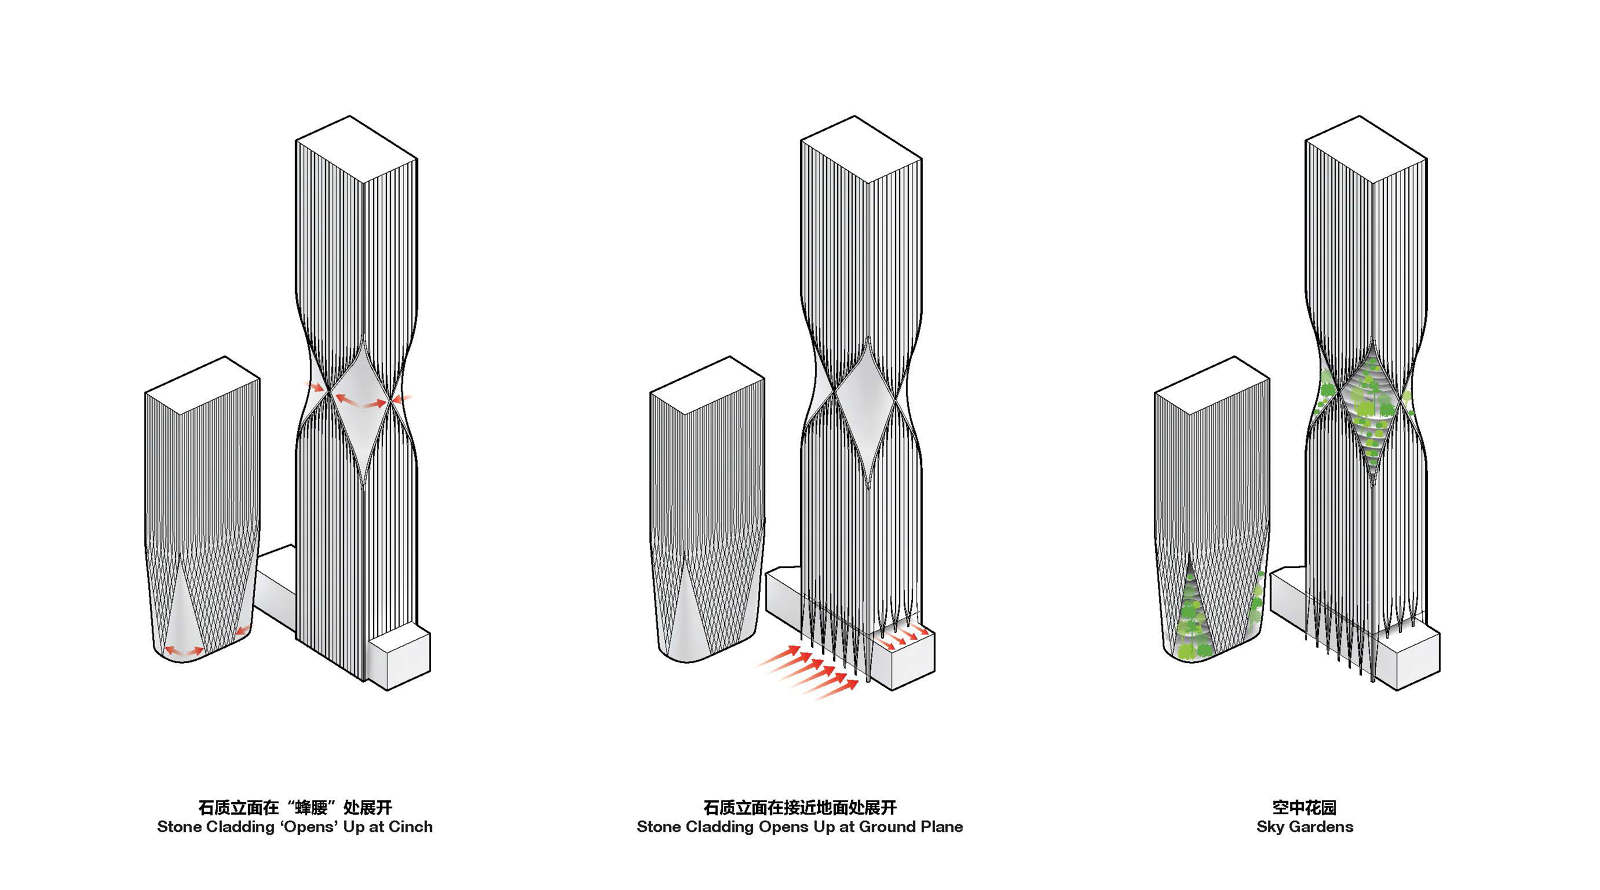 石质立面在“蜂腰”处展开
Stone Cladding ‘Opens’ Up at Cinch
石质立面在接近地面处展开
Stone Cladding Opens Up at Ground Plane
空中花园
Sky Gardens